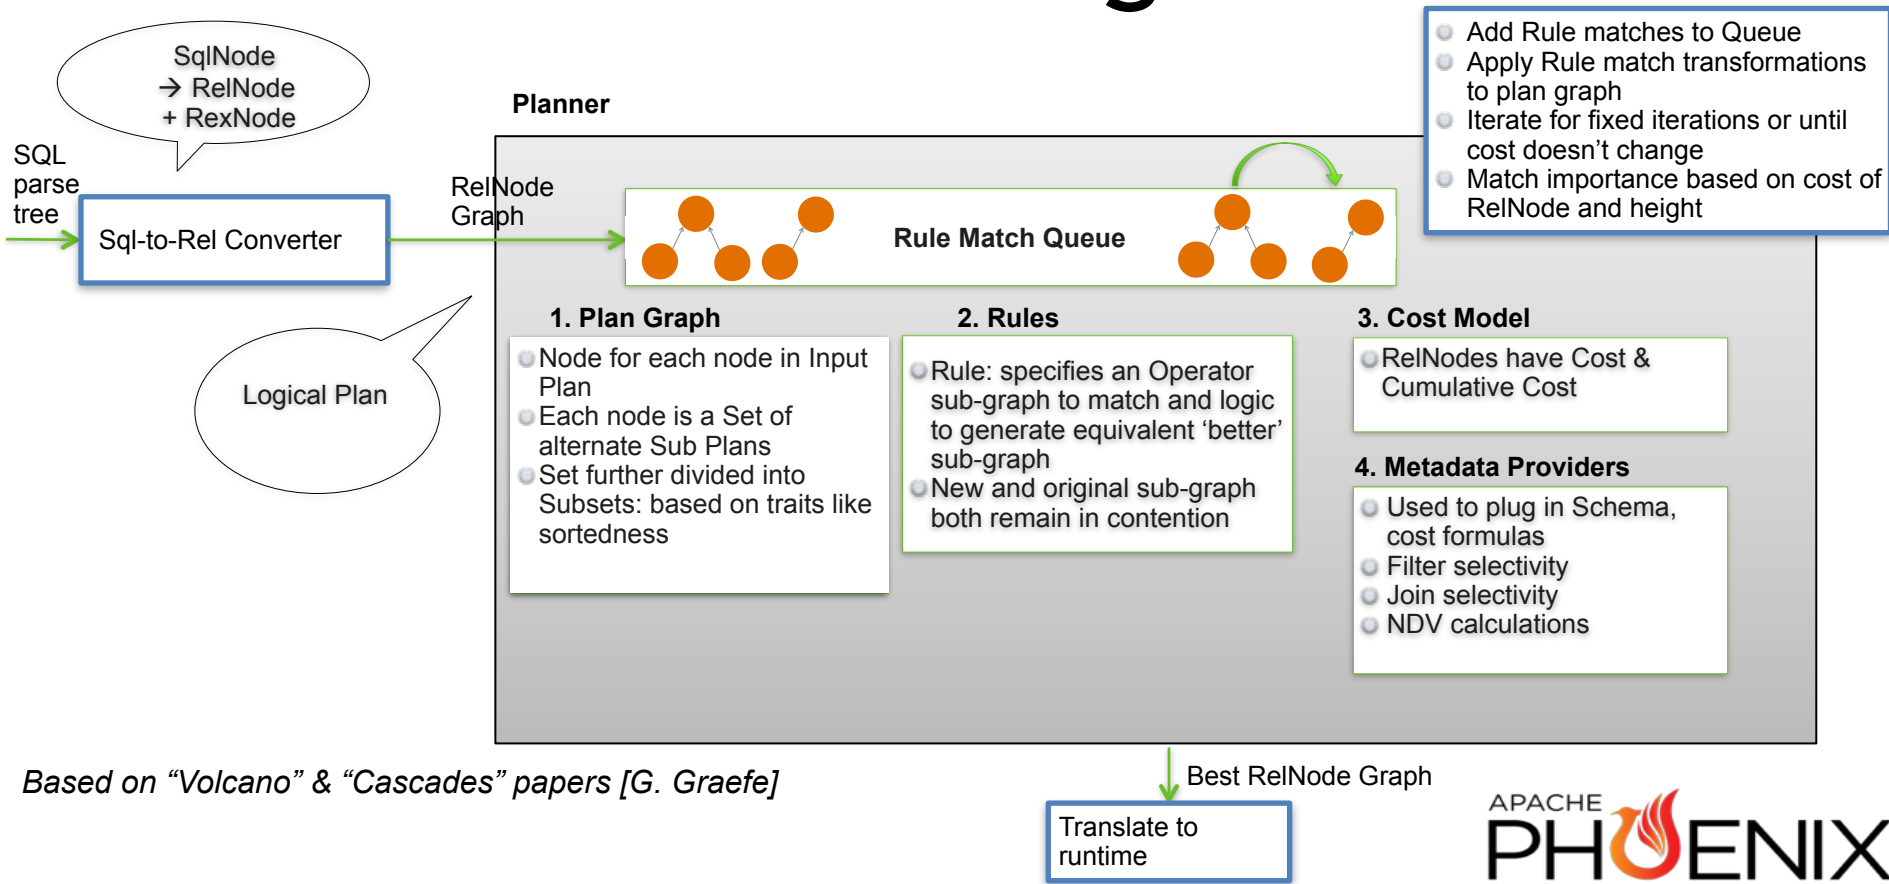 SqlNode
→ RelNode
+ RexNode
SQL
parse
tree
Sql-to-Rel Converter
RelNode
Graph
Logical Plan
Planner
Rule Match Queue
Add Rule matches to Queue
Apply Rule match transformations
to plan graph
Iterate for fixed iterations or until
cost doesn’t change
Match importance based on cost of
RelNode and height
1. Plan Graph
Node for each node in Input
Plan
Each node is a Set of
alternate Sub Plans
Set further divided into
Subsets: based on traits like
sortedness
2. Rules
Rule: specifies an Operator
sub-graph to match and logic
to generate equivalent ‘better’
sub-graph
New and original sub-graph
both remain in contention
3. Cost Model
RelNodes have Cost &
Cumulative Cost
4. Metadata Providers
Used to plug in Schema,
cost formulas
Filter selectivity
Join selectivity
NDV calculations
Based on “Volcano” & “Cascades” papers [G. Graefe]
Best RelNode Graph
Translate to
runtime
APACHE
PHOENIX